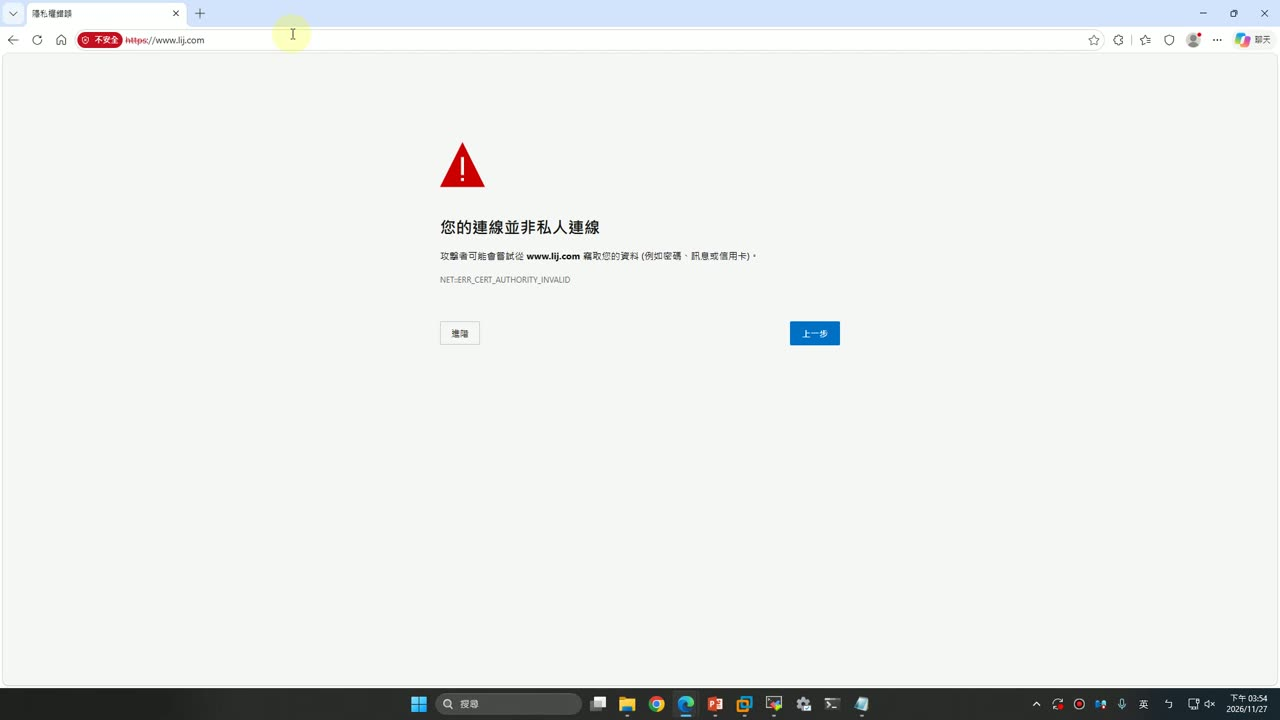 隱私權錯誤
不安全 https://www.lij.com
聊天
您的連線並非私人連線
攻擊者可能會嘗試從 www.lij.com 竊取您的資料 (例如密碼、訊息或信用卡)。
NET::ERR_CERT_AUTHORITY_INVALID
進階
上一步
搜尋
英
下午 03:54
2026/11/27